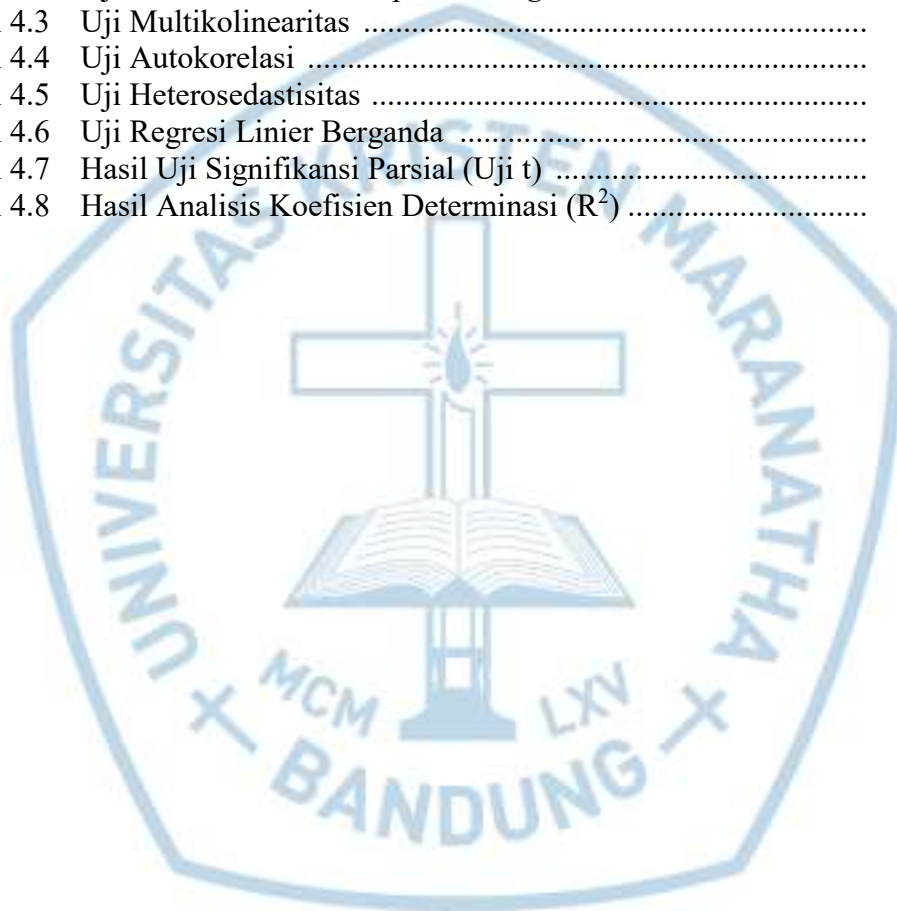 4.3 Uji Multikolinearitas ........................................................................
4.4 Uji Autokorelasi ................................................................................
4.5 Uji Heterosedastisitas .......................................................................
4.6 Uji Regresi Linier Berganda .........................................................
4.7 Hasil Uji Signifikansi Parsial (Uji t) .............................................
4.8 Hasil Analisis Koefisien Determinasi (R²) ...................................
UNIVERSITAS KRISTEN MARANATHA
MCM LXV
BANDUNG